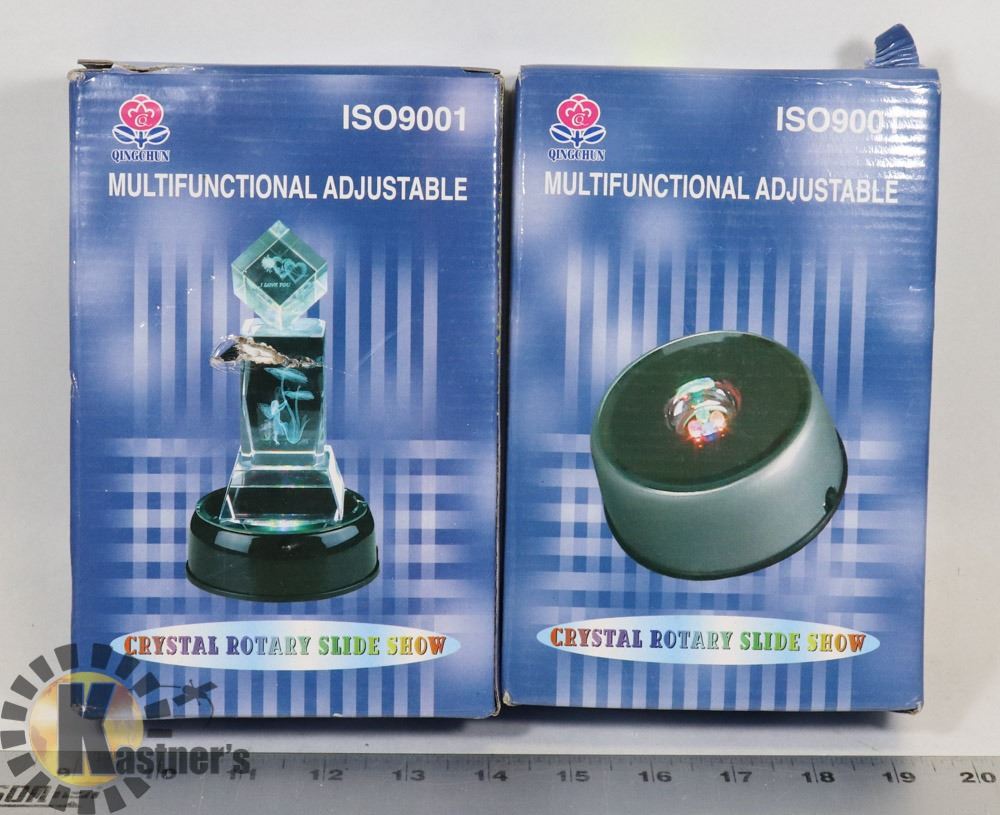 ISO9001
QINGCHUN
MULTIFUNCTIONAL ADJUSTABLE
I LOVE YOU
CRYSTAL ROTARY SLIDE SHOW
ISO9001
QINGCHUN
MULTIFUNCTIONAL ADJUSTABLE
CRYSTAL ROTARY SLIDE SHOW
Kastner's
10 11 12 13 14 15 16 17 18 19 20